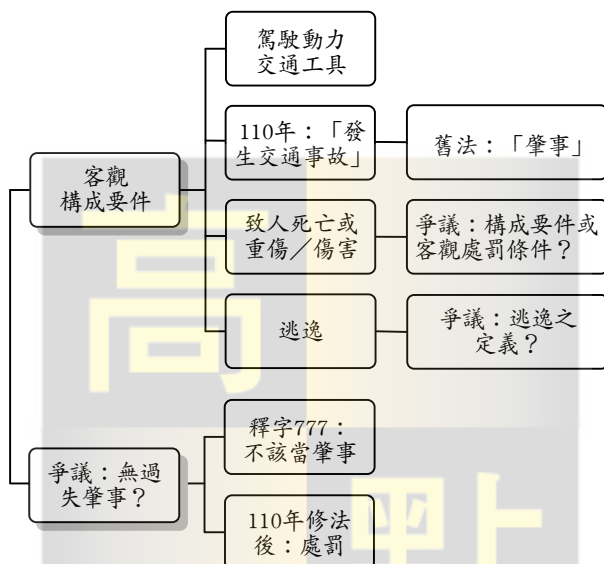 駕駛動力
交通工具
110年：「發
生交通事故」
舊法：「肇事」
客觀
構成要件
致人死亡或
重傷／傷害
爭議：構成要件或
客觀處罰條件？
逃逸
爭議：逃逸之
定義？
釋字777：
不該當肇事
爭議：無過
失肇事？
110年修法
後：處罰
高
點